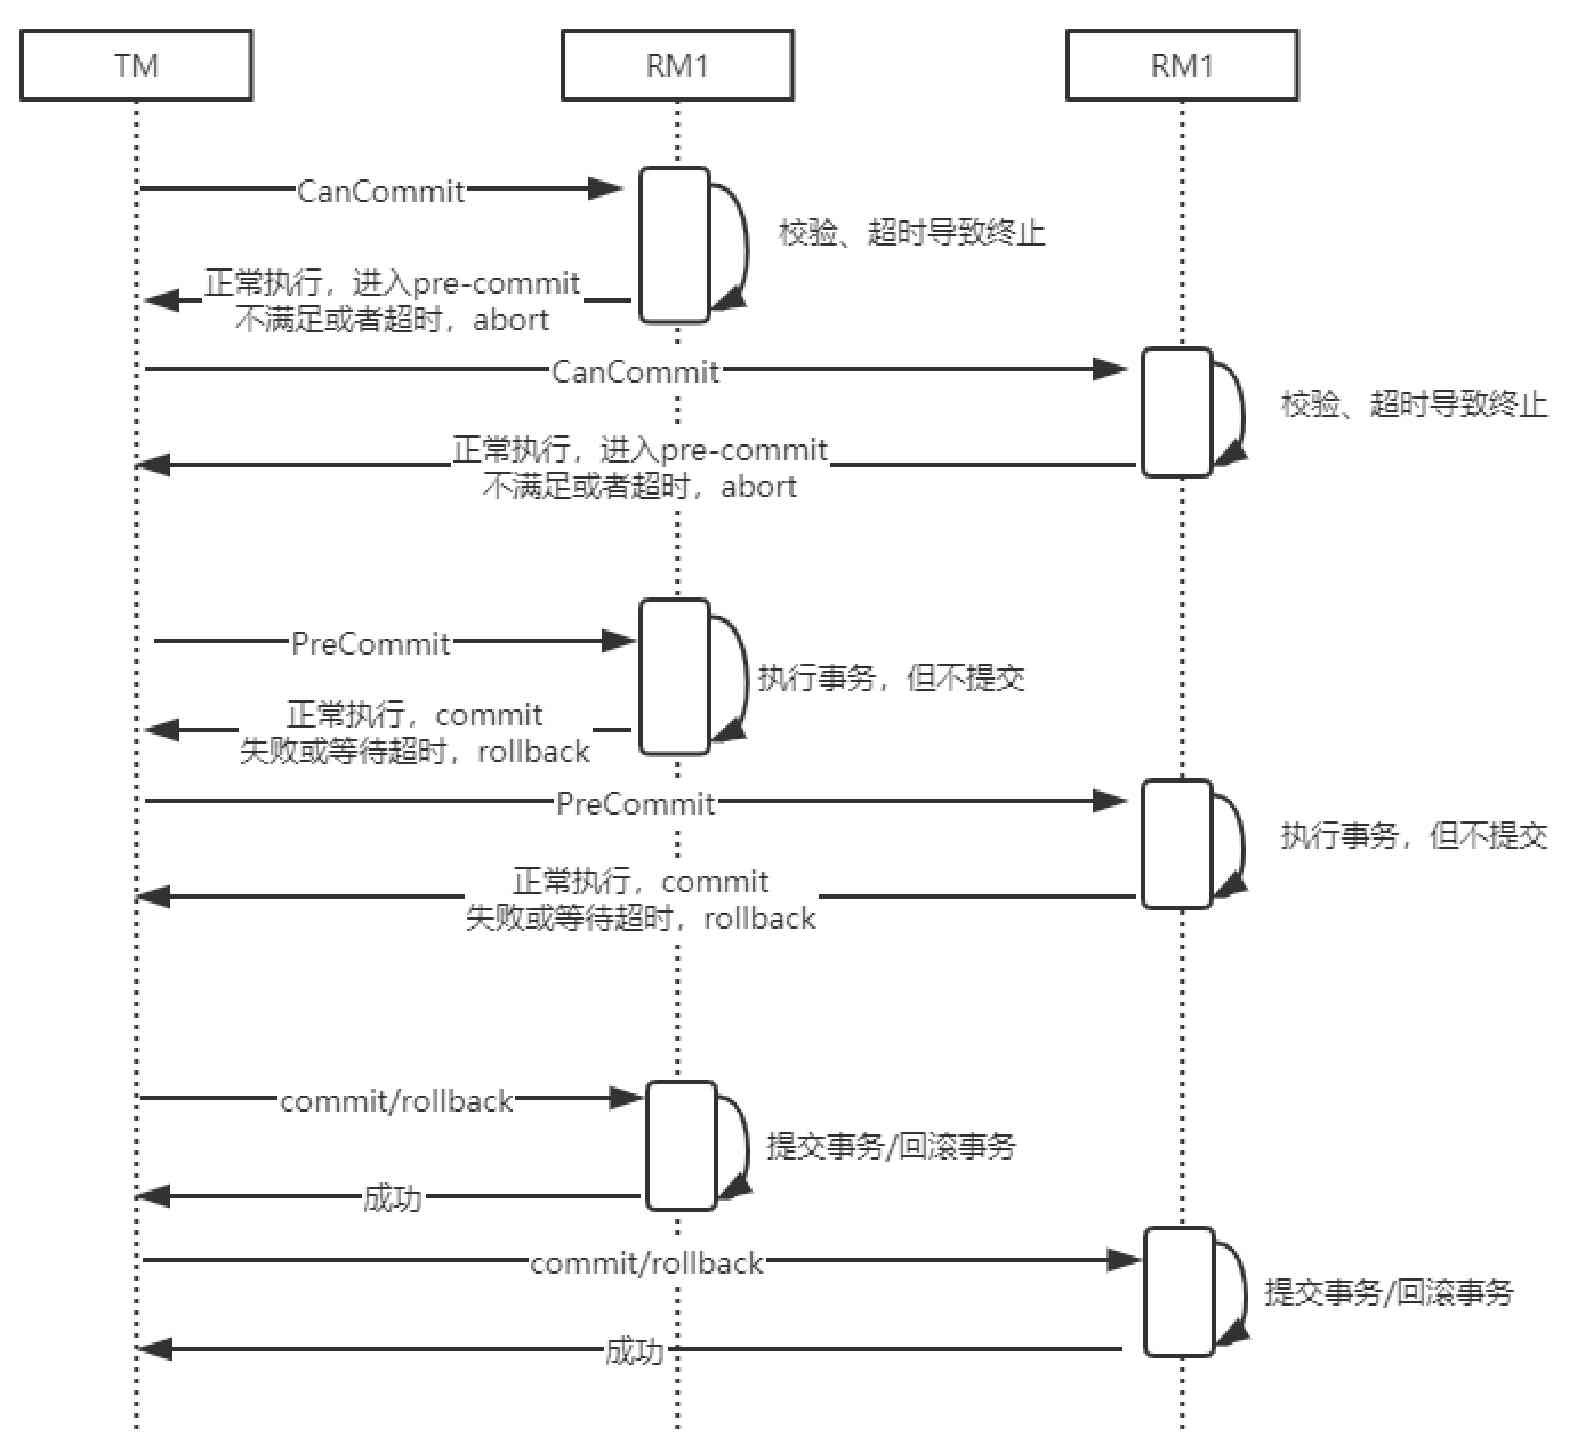 TM
RM1
RM1
CanCommit
校验、超时导致终止
正常执行，进入pre-commit
不满足或者超时，abort
CanCommit
校验、超时导致终止
正常执行，进入pre-commit
不满足或者超时，abort
PreCommit
执行事务，但不提交
正常执行，commit
失败或等待超时，rollback
PreCommit
执行事务，但不提交
正常执行，commit
失败或等待超时，rollback
commit/rollback
提交事务/回滚事务
成功
commit/rollback
提交事务/回滚事务
成功